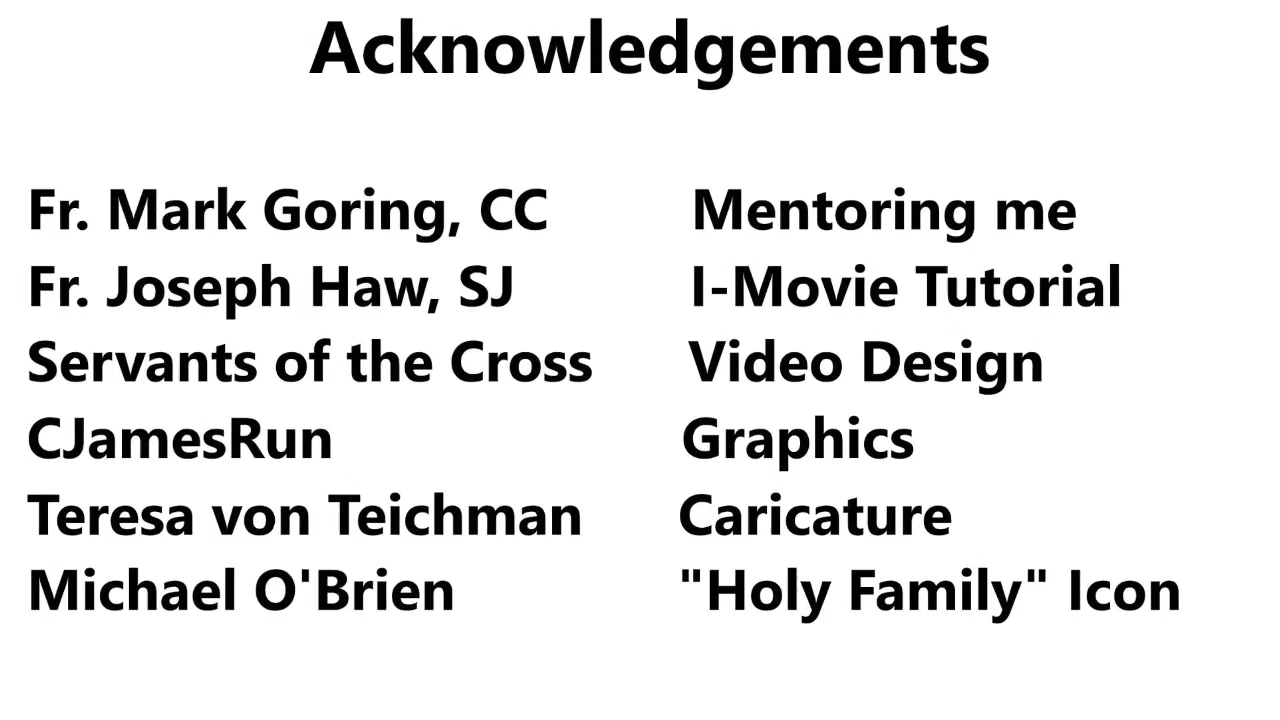 Acknowledgements
Fr. Mark Goring, CC Mentoring me
Fr. Joseph Haw, SJ I-Movie Tutorial
Servants of the Cross Video Design
CJamesRun Graphics
Teresa von Teichman Caricature
Michael O'Brien "Holy Family" Icon